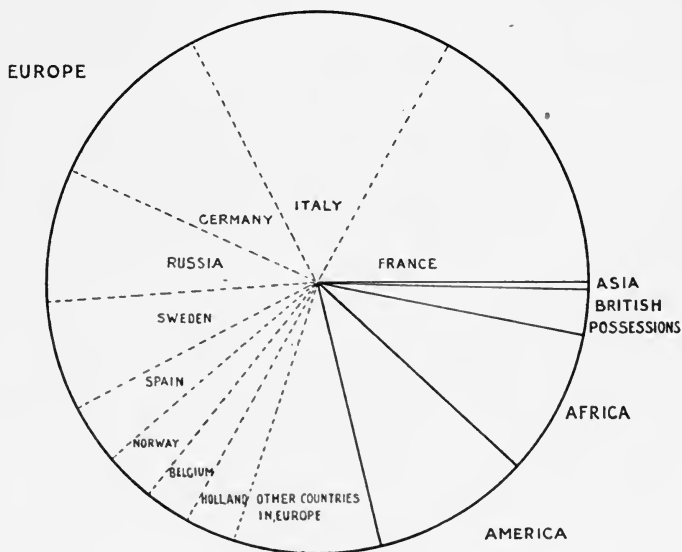 EUROPE
ITALY
GERMANY
RUSSIA
FRANCE
ASIA
BRITISH
POSSESSIONS
SWEDEN
SPAIN
AFRICA
NORWAY
BELGIUM
HOLLAND OTHER COUNTRIES
IN, EUROPE
AMERICA